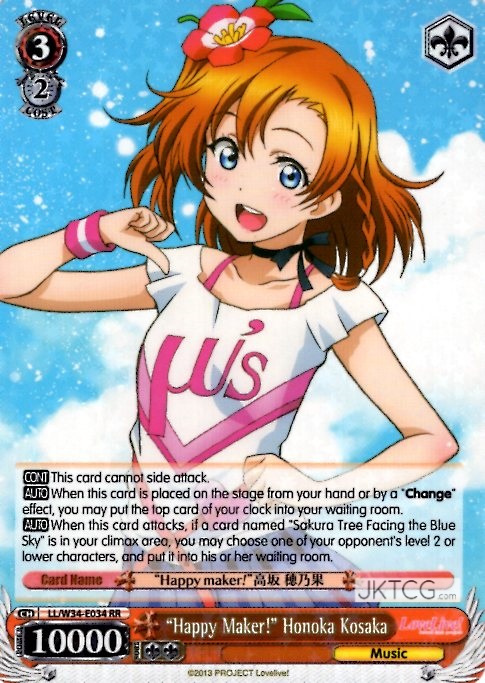 LEVEL
3
2
COST
μ's
CONT This card cannot side attack.
AUTO When this card is placed on the stage from your hand or by a "Change"
effect, you may put the top card of your clock into your waiting room.
AUTO When this card attacks, if a card named "Sakura Tree Facing the Blue
Sky" is in your climax area, you may choose one of your opponent's level 2 or
lower characters, and put it into his or her waiting room.
Card Name "Happy maker!"高坂 穂乃果
JKTCG.com
CH LL/W34-E034 RR
10000
"Happy Maker!" Honoka Kosaka
LoveLive!
Music
©2013 PROJECT Lovelive!